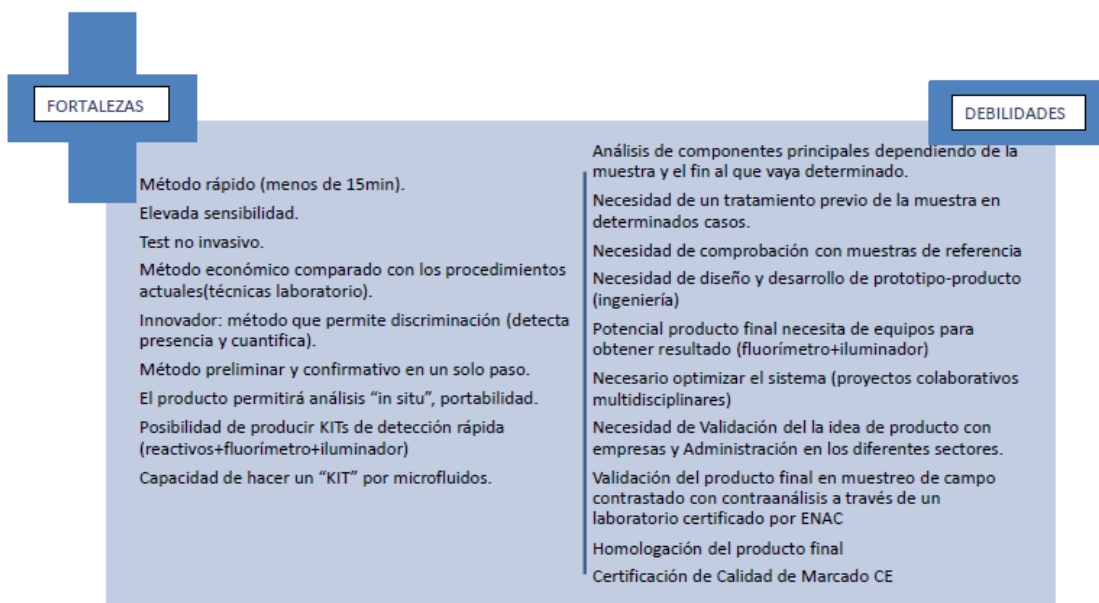 FORTALEZAS
Método rápido (menos de 15min).
Elevada sensibilidad.
Test no invasivo.
Método económico comparado con los procedimientos
actuales(técnicas laboratorio).
Innovador: método que permite discriminación (detecta
presencia y cuantifica).
Método preliminar y confirmativo en un solo paso.
El producto permitirá análisis “in situ”, portabilidad.
Posibilidad de producir KITs de detección rápida
(reactivos+fluorímetro+iluminador)
Capacidad de hacer un “KIT” por microfluidos.
DEBILIDADES
Análisis de componentes principales dependiendo de la
muestra y el fin al que vaya determinado.
Necesidad de un tratamiento previo de la muestra en
determinados casos.
Necesidad de comprobación con muestras de referencia
Necesidad de diseño y desarrollo de prototipo-producto
(ingeniería)
Potencial producto final necesita de equipos para
obtener resultado (fluorímetro+iluminador)
Necesario optimizar el sistema (proyectos colaborativos
multidisciplinares)
Necesidad de Validación del la idea de producto con
empresas y Administración en los diferentes sectores.
Validación del producto final en muestreo de campo
contrastado con contraanálisis a través de un
laboratorio certificado por ENAC
Homologación del producto final
Certificación de Calidad de Marcado CE